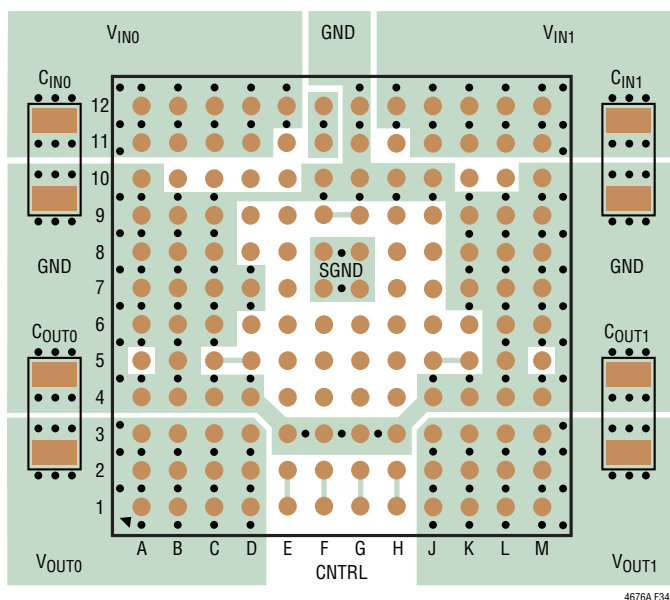 VIN0 GND VIN1
CIN0 CIN1
12
11
10
9
8
SGND
7
GND GND
6
COUT0 COUT1
5
4
3
2
1
A B C D E F G H J K L M
VOUT0 CNTRL VOUT1
4676A F34